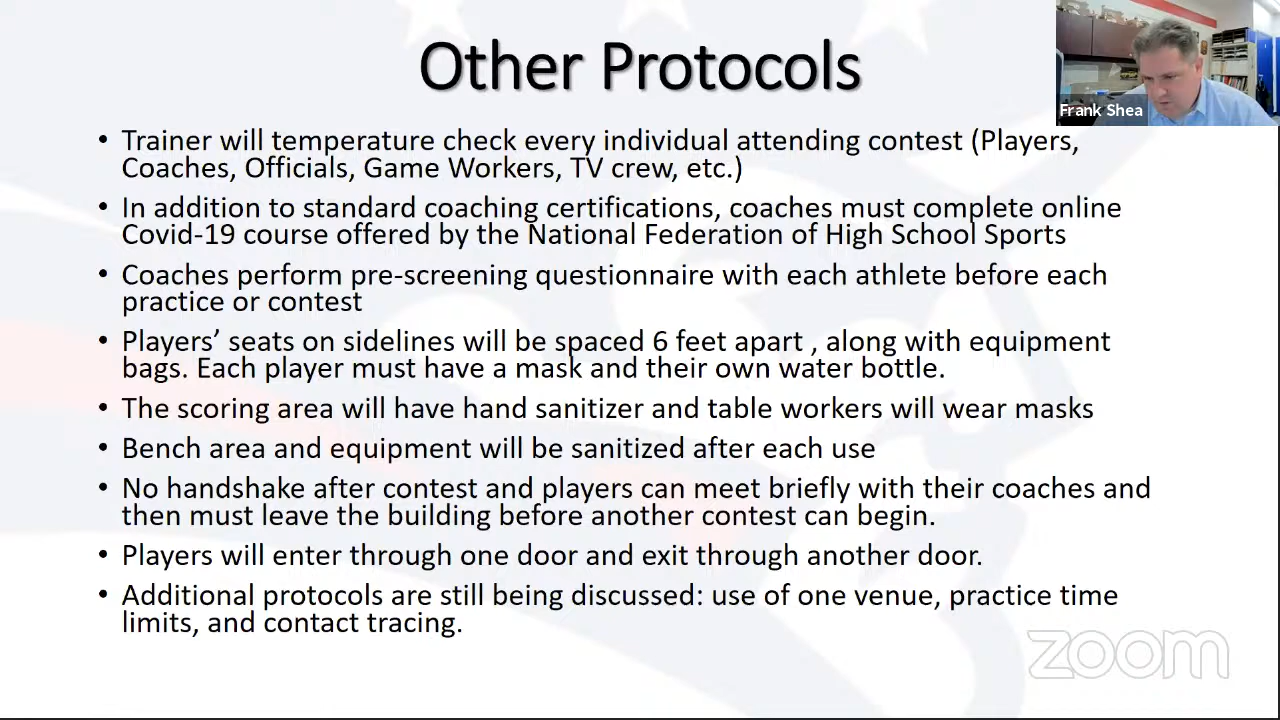 Other Protocols
Frank Shea
• Trainer will temperature check every individual attending contest (Players,
Coaches, Officials, Game Workers, TV crew, etc.)
• In addition to standard coaching certifications, coaches must complete online
Covid-19 course offered by the National Federation of High School Sports
• Coaches perform pre-screening questionnaire with each athlete before each
practice or contest
• Players’ seats on sidelines will be spaced 6 feet apart , along with equipment
bags. Each player must have a mask and their own water bottle.
• The scoring area will have hand sanitizer and table workers will wear masks
• Bench area and equipment will be sanitized after each use
• No handshake after contest and players can meet briefly with their coaches and
then must leave the building before another contest can begin.
• Players will enter through one door and exit through another door.
• Additional protocols are still being discussed: use of one venue, practice time
limits, and contact tracing.
zoom